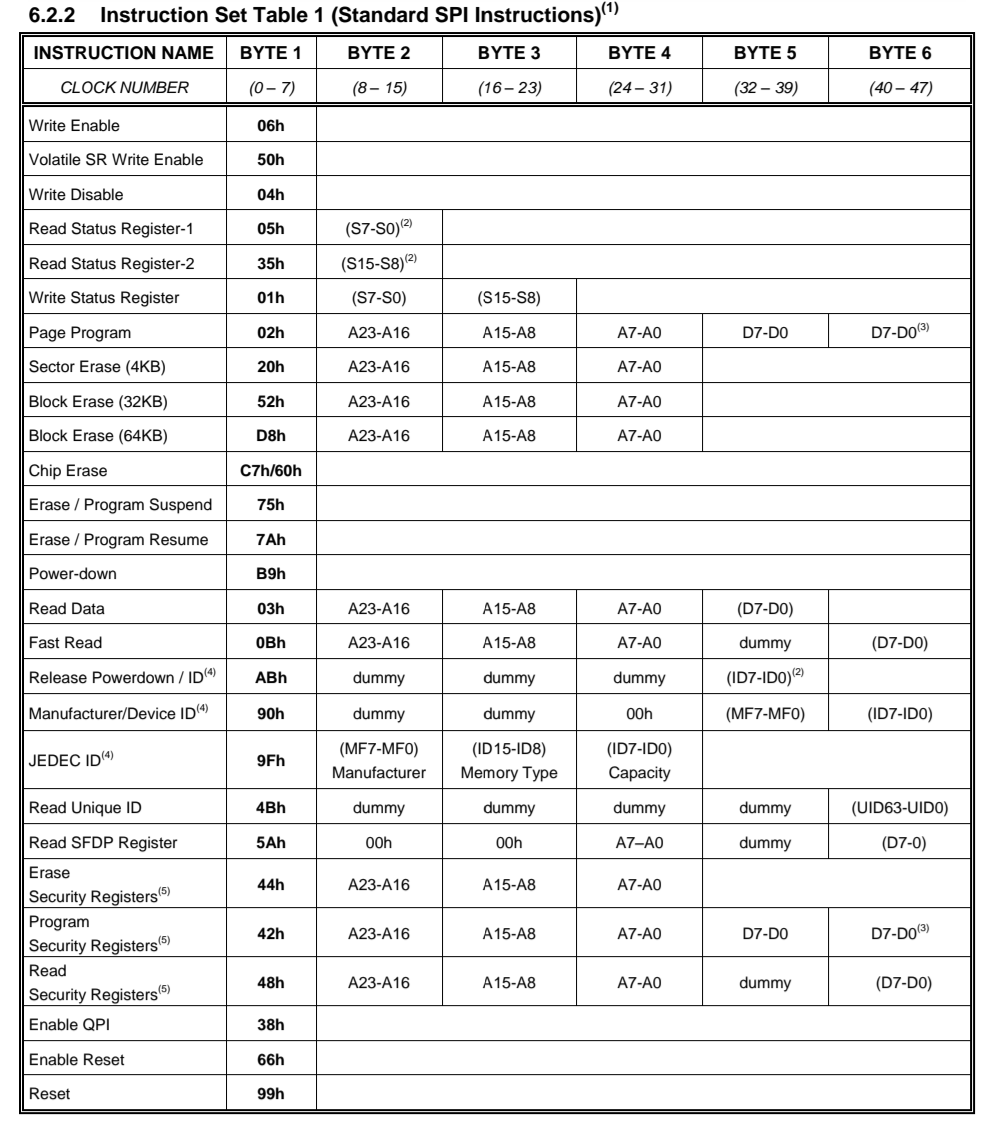 6.2.2 Instruction Set Table 1 (Standard SPI Instructions)(1)
INSTRUCTION NAME BYTE 1 BYTE 2 BYTE 3 BYTE 4 BYTE 5 BYTE 6
CLOCK NUMBER (0 – 7) (8 – 15) (16 – 23) (24 – 31) (32 – 39) (40 – 47)
Write Enable 06h
Volatile SR Write Enable 50h
Write Disable 04h
Read Status Register-1 05h (S7-S0)(2)
Read Status Register-2 35h (S15-S8)(2)
Write Status Register 01h (S7-S0) (S15-S8)
Page Program 02h A23-A16 A15-A8 A7-A0 D7-D0 D7-D0(3)
Sector Erase (4KB) 20h A23-A16 A15-A8 A7-A0
Block Erase (32KB) 52h A23-A16 A15-A8 A7-A0
Block Erase (64KB) D8h A23-A16 A15-A8 A7-A0
Chip Erase C7h/60h
Erase / Program Suspend 75h
Erase / Program Resume 7Ah
Power-down B9h
Read Data 03h A23-A16 A15-A8 A7-A0 (D7-D0)
Fast Read 0Bh A23-A16 A15-A8 A7-A0 dummy (D7-D0)
Release Powerdown / ID(4) ABh dummy dummy dummy (ID7-ID0)(2)
Manufacturer/Device ID(4) 90h dummy dummy 00h (MF7-MF0) (ID7-ID0)
JEDEC ID(4) 9Fh (MF7-MF0) (ID15-ID8) (ID7-ID0)
Manufacturer Memory Type Capacity
Read Unique ID 4Bh dummy dummy dummy dummy (UID63-UID0)
Read SFDP Register 5Ah 00h 00h A7–A0 dummy (D7-0)
Erase
Security Registers(5) 44h A23-A16 A15-A8 A7-A0
Program
Security Registers(5) 42h A23-A16 A15-A8 A7-A0 D7-D0 D7-D0(3)
Read
Security Registers(5) 48h A23-A16 A15-A8 A7-A0 dummy (D7-D0)
Enable QPI 38h
Enable Reset 66h
Reset 99h